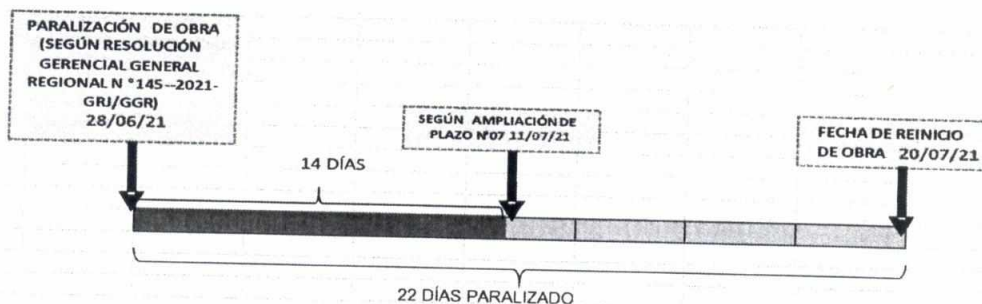 PARALIZACIÓN DE OBRA
(SEGÚN RESOLUCIÓN
GERENCIAL GENERAL
REGIONAL N °145--2021-
GRJ/GGR)
28/06/21
SEGÚN AMPLIACIÓN DE
PLAZO Nº07 11/07/21
FECHA DE REINICIO
DE OBRA 20/07/21
14 DÍAS
22 DÍAS PARALIZADO